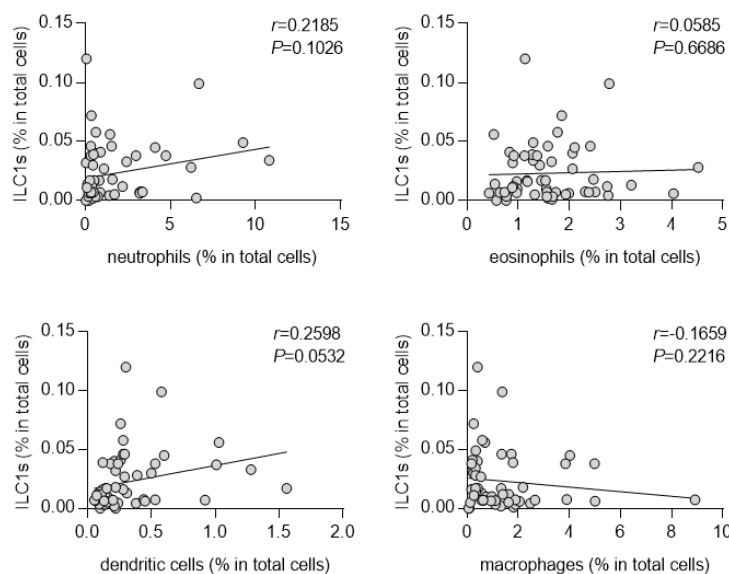 r=0.2185
P=0.1026
0.15
0.10
0.05
0.00
ILC1s (% in total cells)
0
5
10
15
neutrophils (% in total cells)
r=0.0585
P=0.6686
0.15
0.10
0.05
0.00
ILC1s (% in total cells)
0
1
2
3
4
5
eosinophils (% in total cells)
r=0.2598
P=0.0532
0.15
0.10
0.05
0.00
ILC1s (% in total cells)
0.0
0.5
1.0
1.5
2.0
dendritic cells (% in total cells)
r=-0.1659
P=0.2216
0.15
0.10
0.05
0.00
ILC1s (% in total cells)
0
2
4
6
8
10
macrophages (% in total cells)